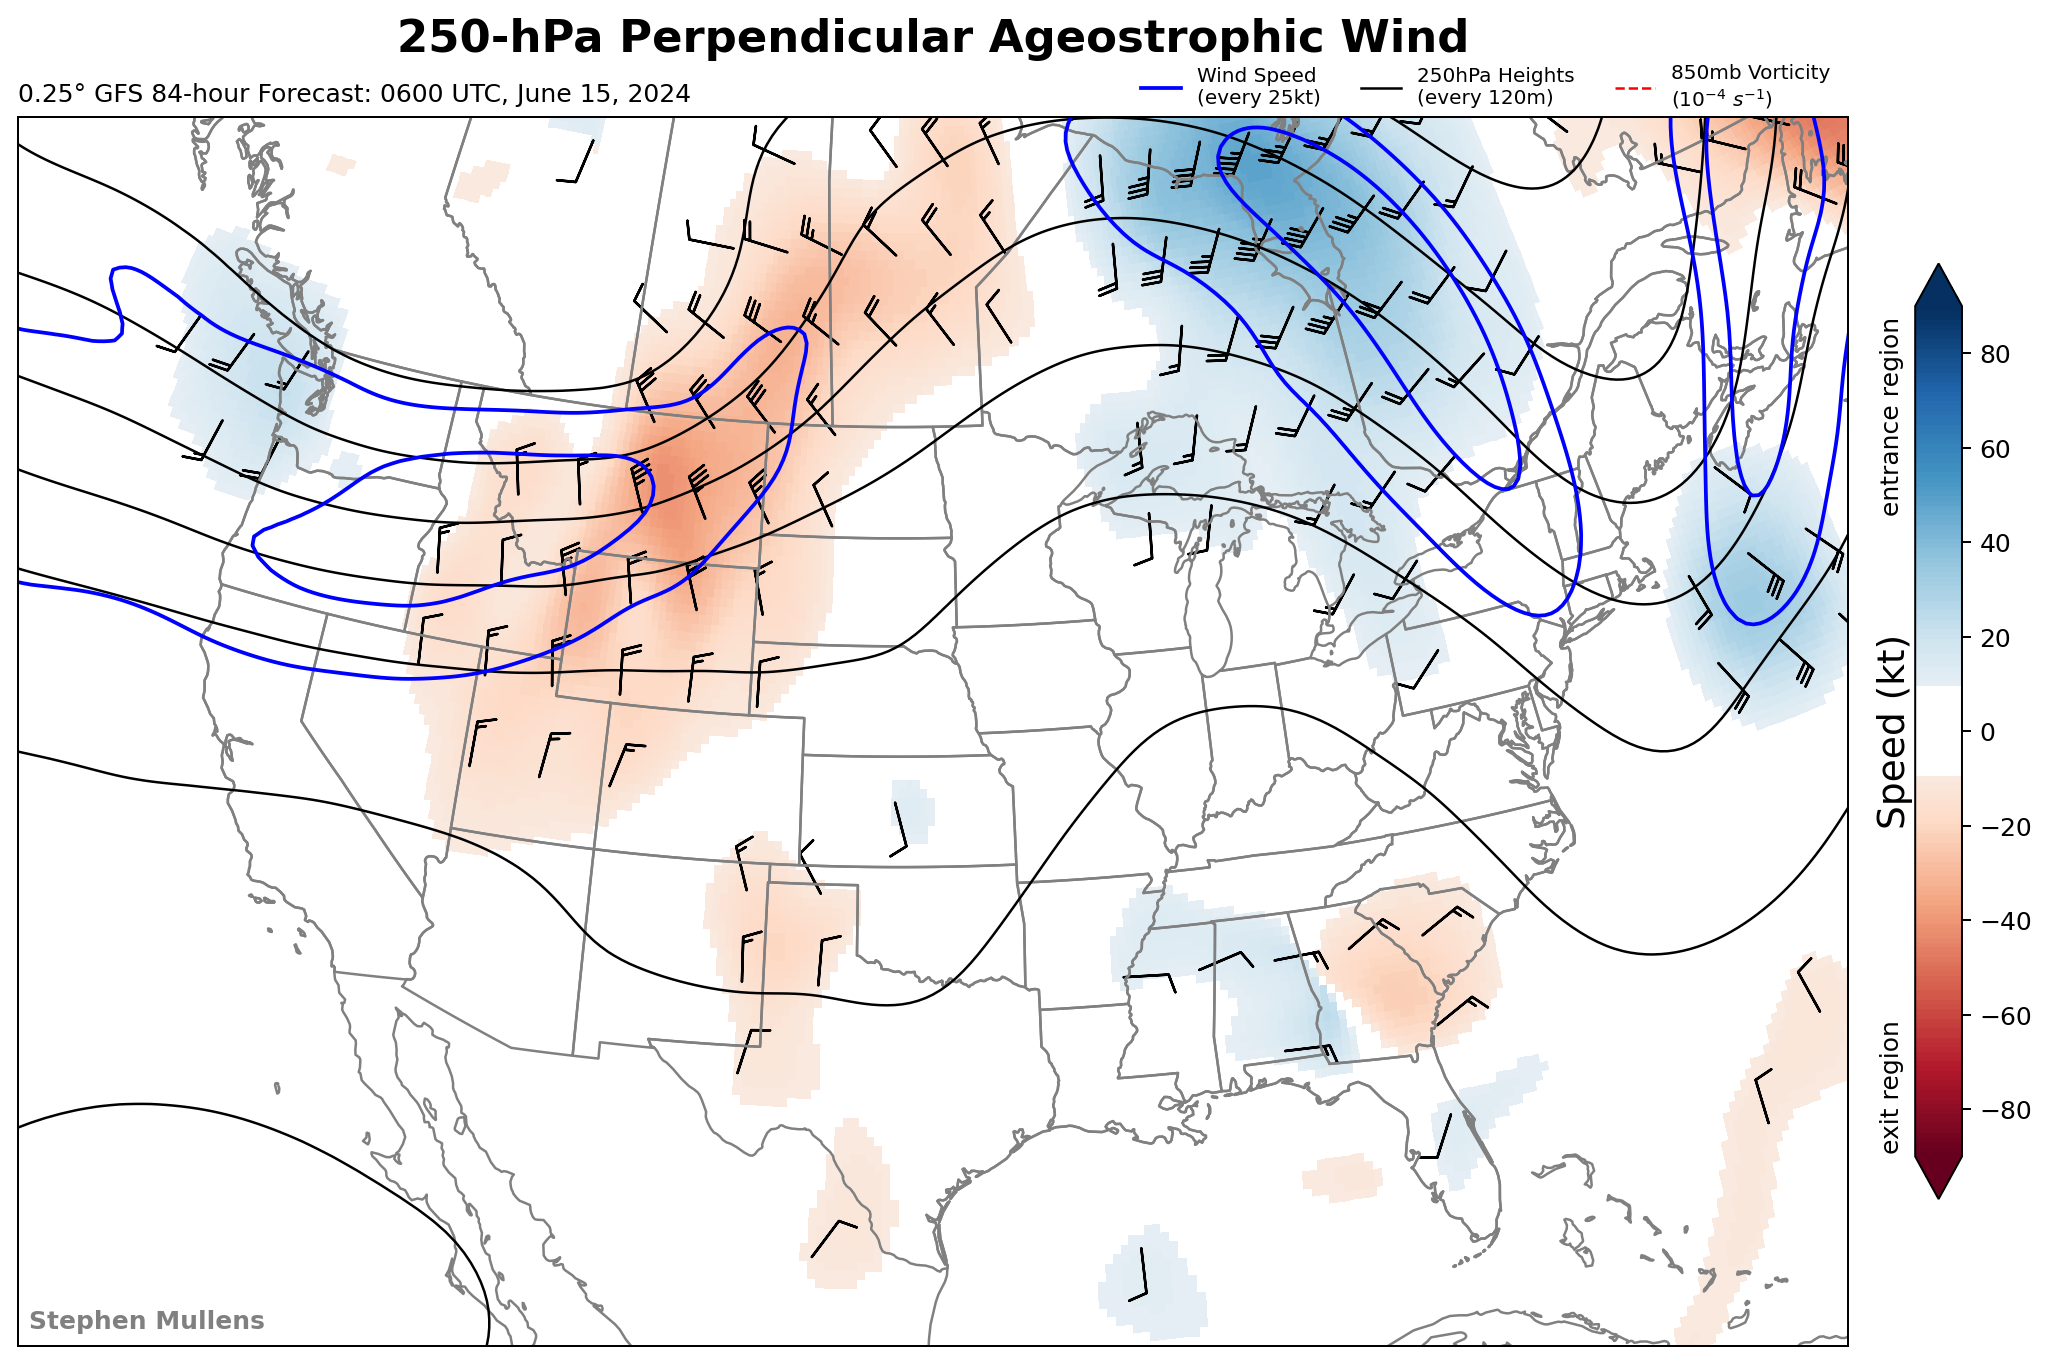 250-hPa Perpendicular Ageostrophic Wind
0.25° GFS 84-hour Forecast: 0600 UTC, June 15, 2024
Wind Speed
(every 25kt)
250hPa Heights
(every 120m)
850mb Vorticity
(10⁻⁴ s⁻¹)
entrance region
Speed (kt)
exit region
80
60
40
20
0
−20
−40
−60
−80
Stephen Mullens